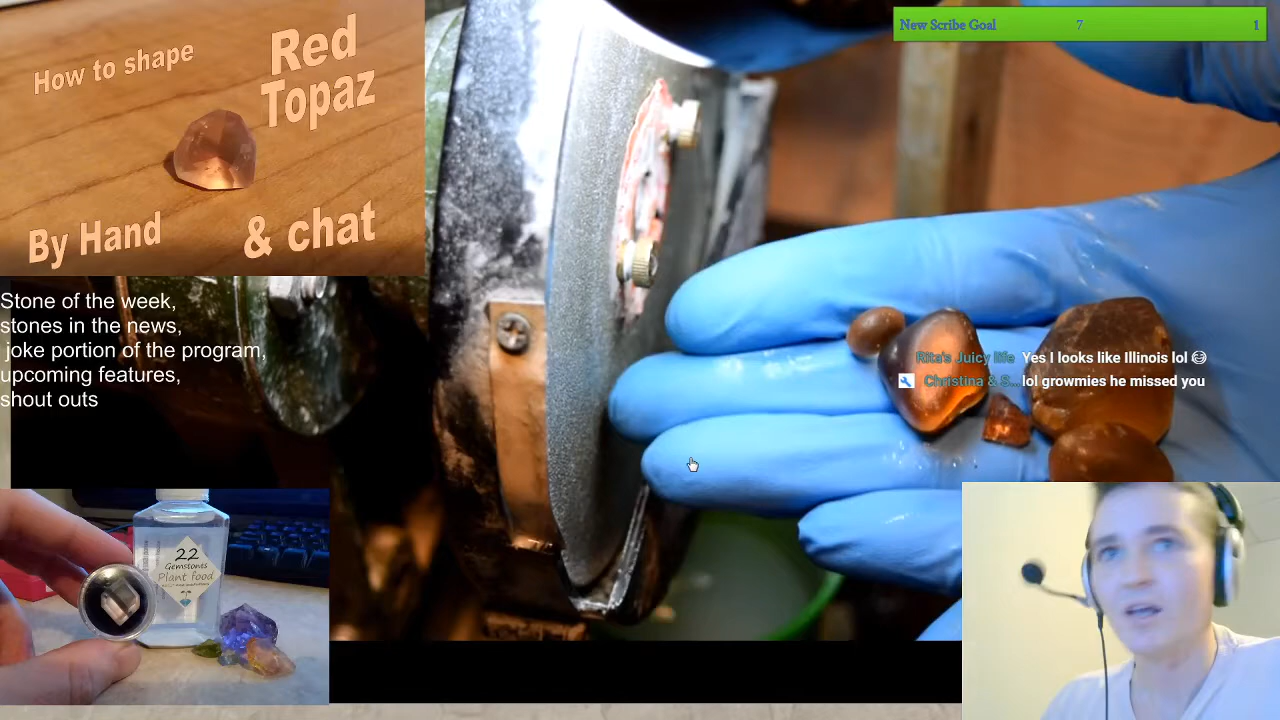 How to shape
Red
Topaz
By Hand
& chat
New Scribe Goal 7 1
Stone of the week,
stones in the news,
joke portion of the program,
upcoming features,
shout outs
Rita's Juicy life Yes I looks like Illinois lol 😂
Christina & S... lol growmies he missed you
22
Gemstones
Plant food